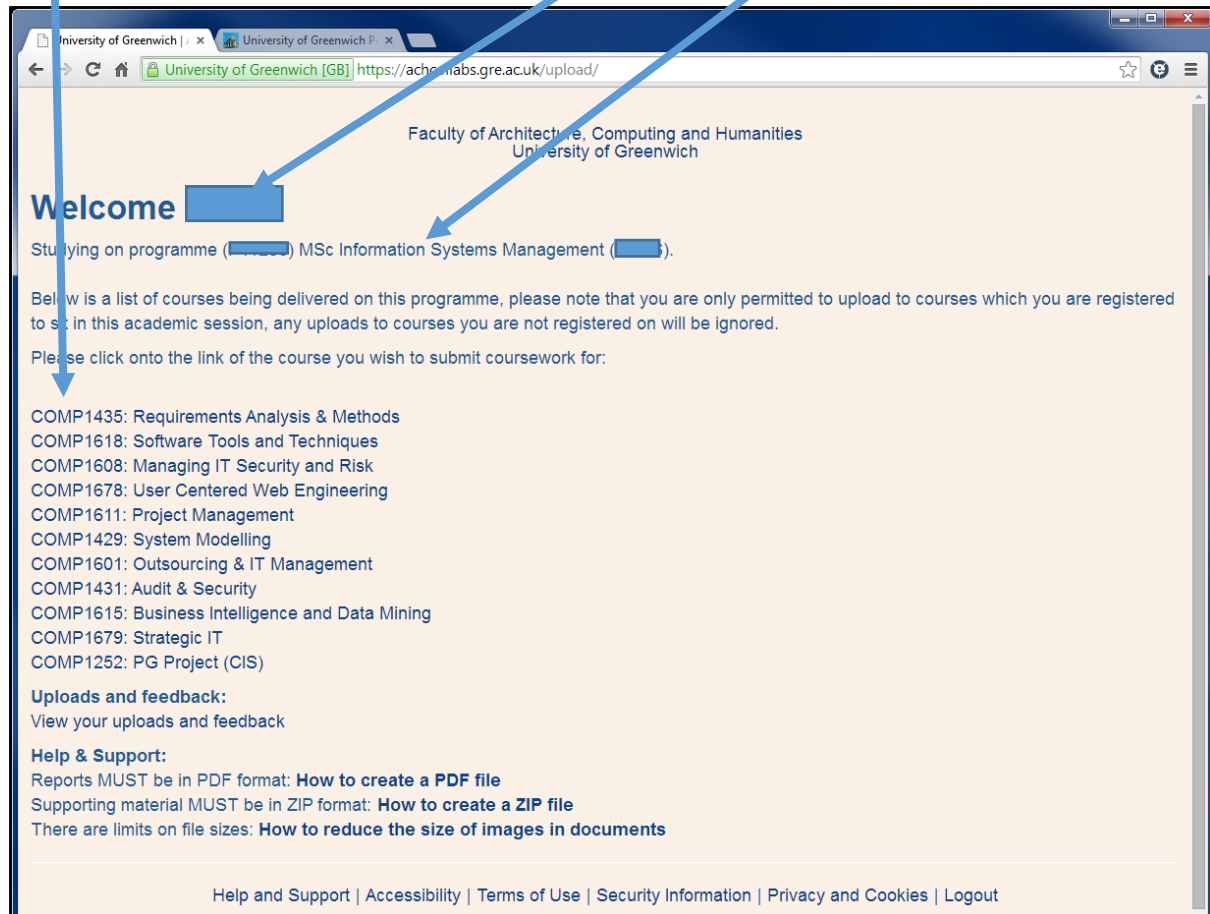 University of Greenwich | A
University of Greenwich P
University of Greenwich [GB] https://ach.gre.ac.uk/upload/
Faculty of Architecture, Computing and Humanities
University of Greenwich
Welcome
Studying on programme ( ) MSc Information Systems Management ( ).
Below is a list of courses being delivered on this programme, please note that you are only permitted to upload to courses which you are registered
to sit in this academic session, any uploads to courses you are not registered on will be ignored.
Please click onto the link of the course you wish to submit coursework for:
COMP1435: Requirements Analysis & Methods
COMP1618: Software Tools and Techniques
COMP1608: Managing IT Security and Risk
COMP1678: User Centered Web Engineering
COMP1611: Project Management
COMP1429: System Modelling
COMP1601: Outsourcing & IT Management
COMP1431: Audit & Security
COMP1615: Business Intelligence and Data Mining
COMP1679: Strategic IT
COMP1252: PG Project (CIS)
Uploads and feedback:
View your uploads and feedback
Help & Support:
Reports MUST be in PDF format: How to create a PDF file
Supporting material MUST be in ZIP format: How to create a ZIP file
There are limits on file sizes: How to reduce the size of images in documents
Help and Support | Accessibility | Terms of Use | Security Information | Privacy and Cookies | Logout